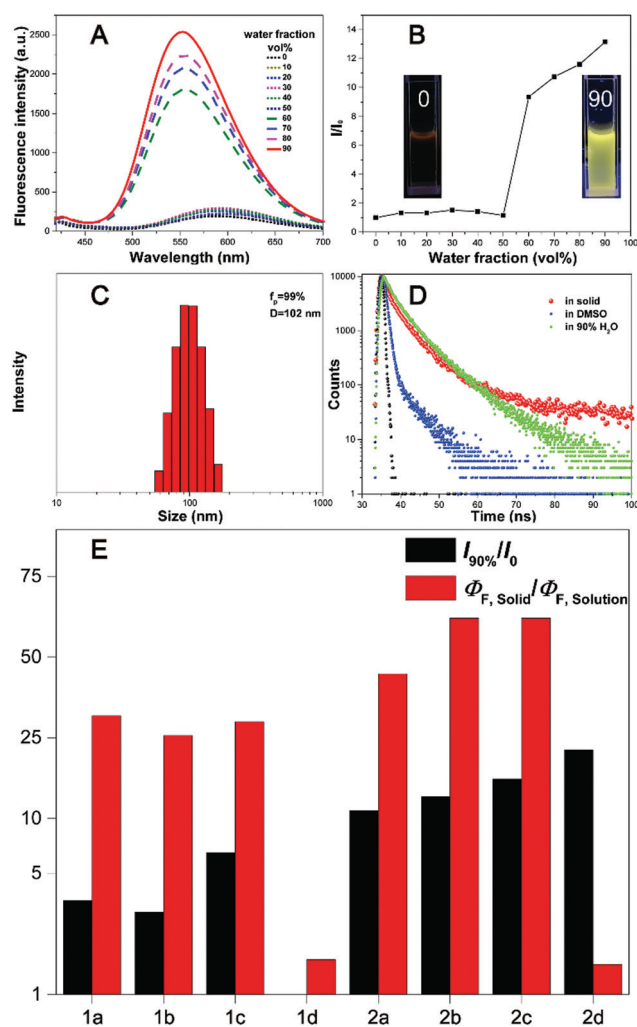 A
water fraction
vol%
0
10
20
30
40
50
60
70
80
90
Fluorescence intensity (a.u.)
2500
2000
1500
1000
500
0
450 500 550 600 650 700
Wavelength (nm)
B
0
90
I/I0
14
12
10
8
6
4
2
0
0 10 20 30 40 50 60 70 80 90 100
Water fraction (vol%)
C
fp=99%
D=102 nm
Intensity
10 100 1000
Size (nm)
D
in solid
in DMSO
in 90% H2O
Counts
10000
1000
100
10
1
30 40 50 60 70 80 90 100
Time (ns)
E
I90%/I0
ΦF, Solid/ΦF, Solution
75
50
25
10
5
1
1a 1b 1c 1d 2a 2b 2c 2d